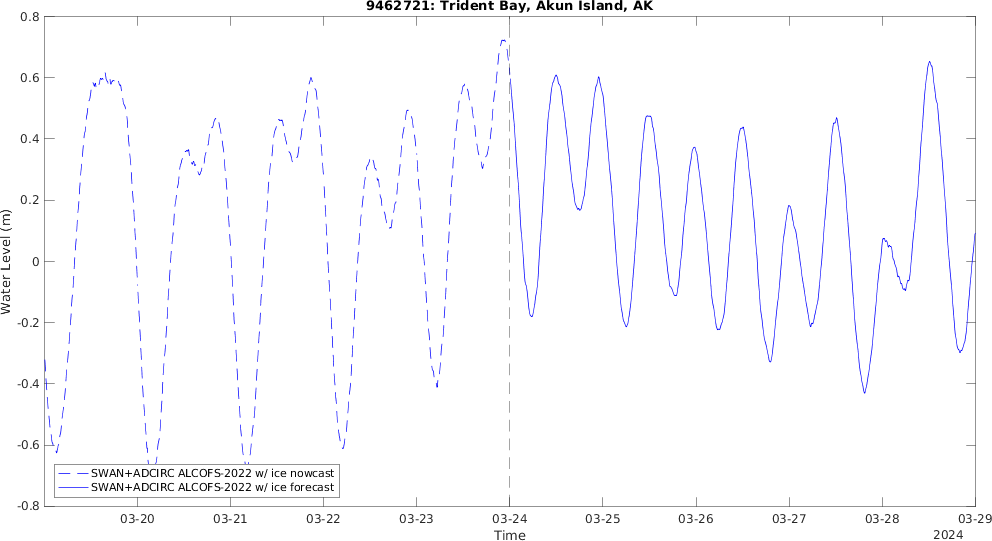 9462721: Trident Bay, Akun Island, AK
0.8
0.6
0.4
0.2
0
-0.2
-0.4
-0.6
-0.8
Water Level (m)
SWAN+ADCIRC ALCOFS-2022 w/ ice nowcast
SWAN+ADCIRC ALCOFS-2022 w/ ice forecast
03-20 03-21 03-22 03-23 03-24 03-25 03-26 03-27 03-28 03-29
Time
2024